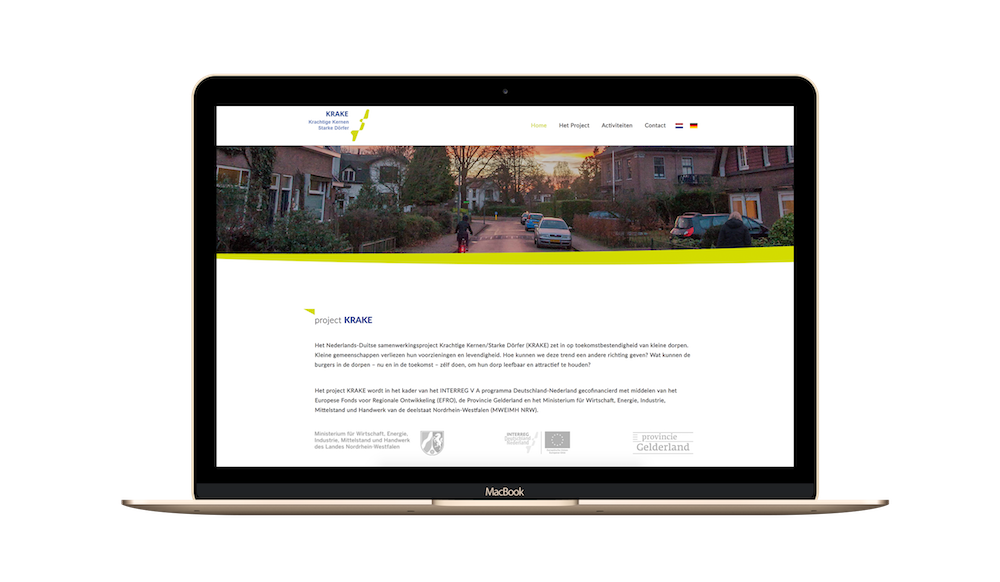 KRAKE
Krachtige Kernen
Starke Dörfer
Home Het Project Activiteiten Contact
project KRAKE
Het Nederlands-Duitse samenwerkingsproject Krachtige Kernen/Starke Dörfer (KRAKE) zet in op toekomstbestendigheid van kleine dorpen.
Kleine gemeenschappen verliezen hun voorzieningen en levendigheid. Hoe kunnen we deze trend een andere richting geven? Wat kunnen de
burgers in de dorpen – nu en in de toekomst – zélf doen, om hun dorp leefbaar en attractief te houden?
Het project KRAKE wordt in het kader van het INTERREG V A programma Deutschland-Nederland gecofinancierd met middelen van het
Europese Fonds voor Regionale Ontwikkeling (EFRO), de Provincie Gelderland en het Ministerium für Wirtschaft, Energie, Industrie,
Mittelstand und Handwerk van de deelstaat Nordrhein-Westfalen (MWEIMH NRW).
Ministerium für Wirtschaft, Energie,
Industrie, Mittelstand und Handwerk
des Landes Nordrhein-Westfalen
INTERREG
Deutschland
Nederland
provincie
Gelderland
MacBook